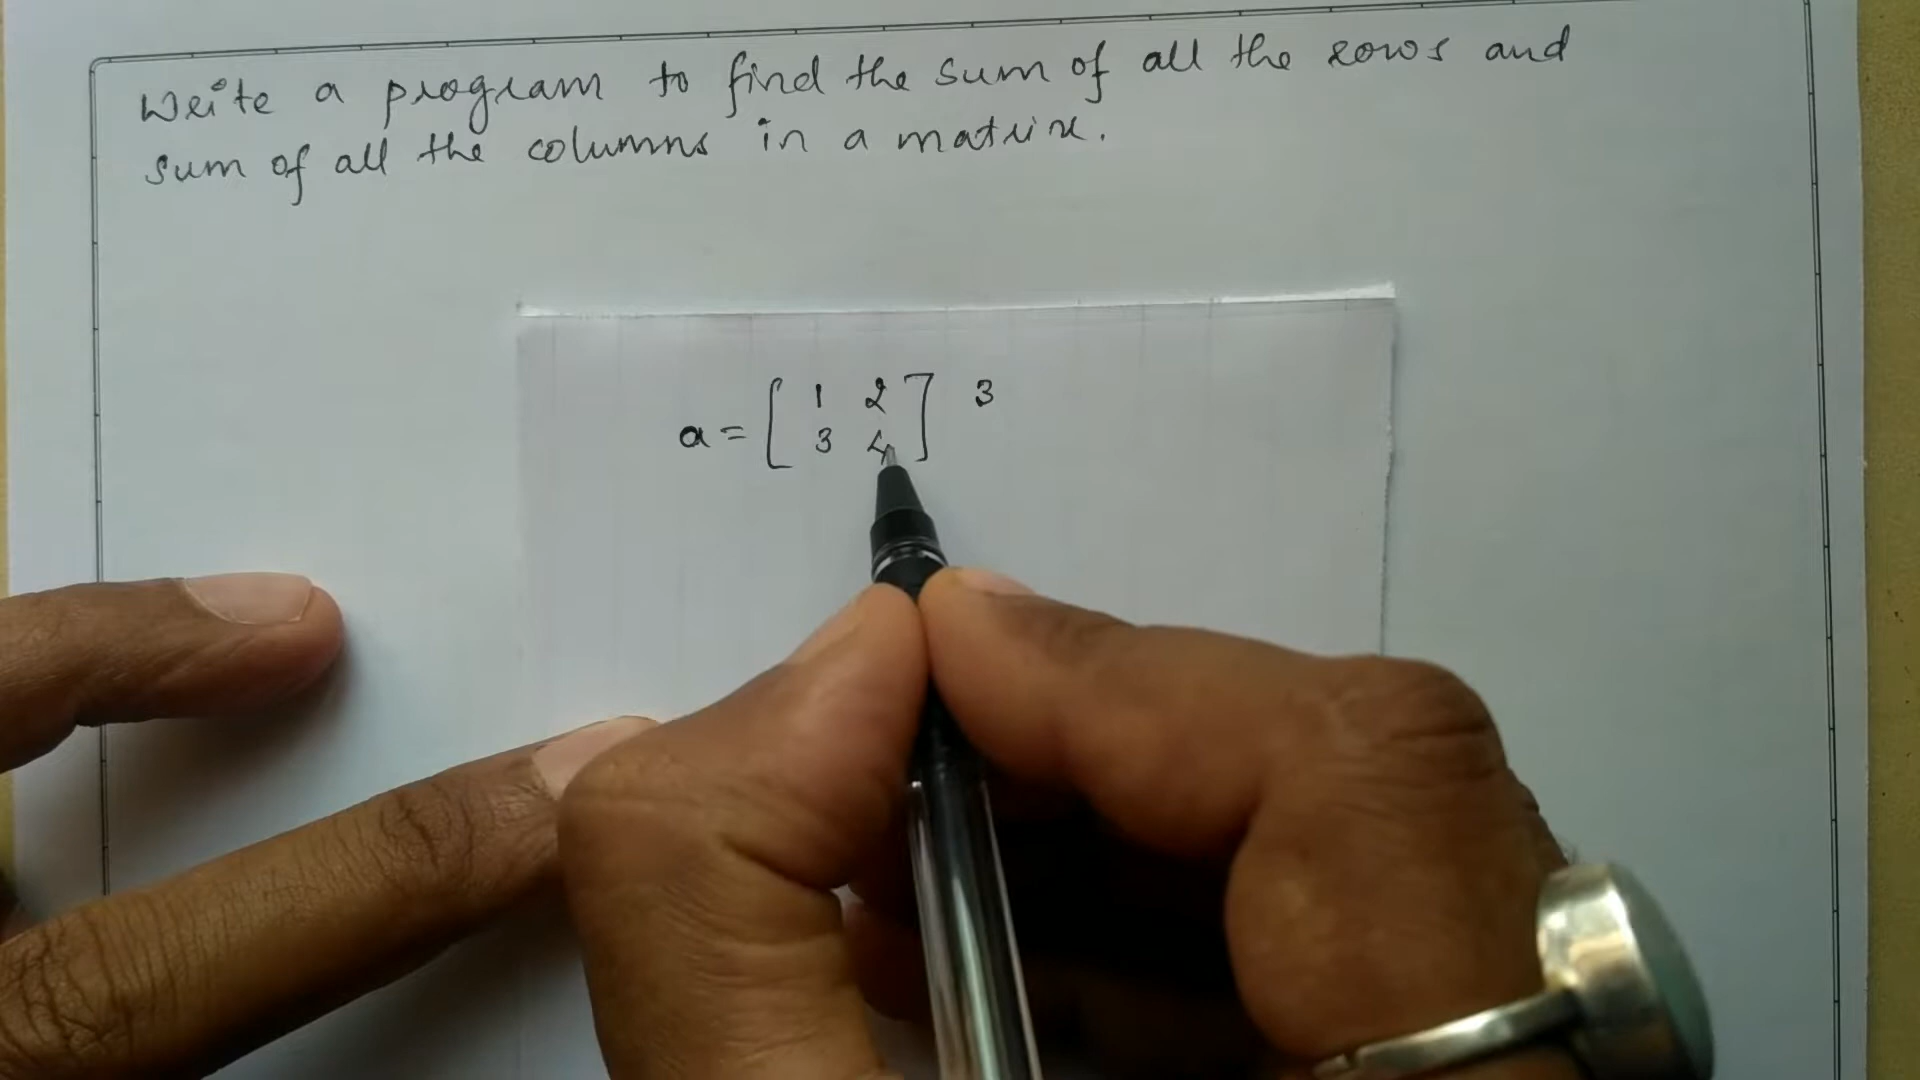 Write a program to find the sum of all the rows and
sum of all the columns in a matrix.
a = [ 1 2 ] 3
3 4